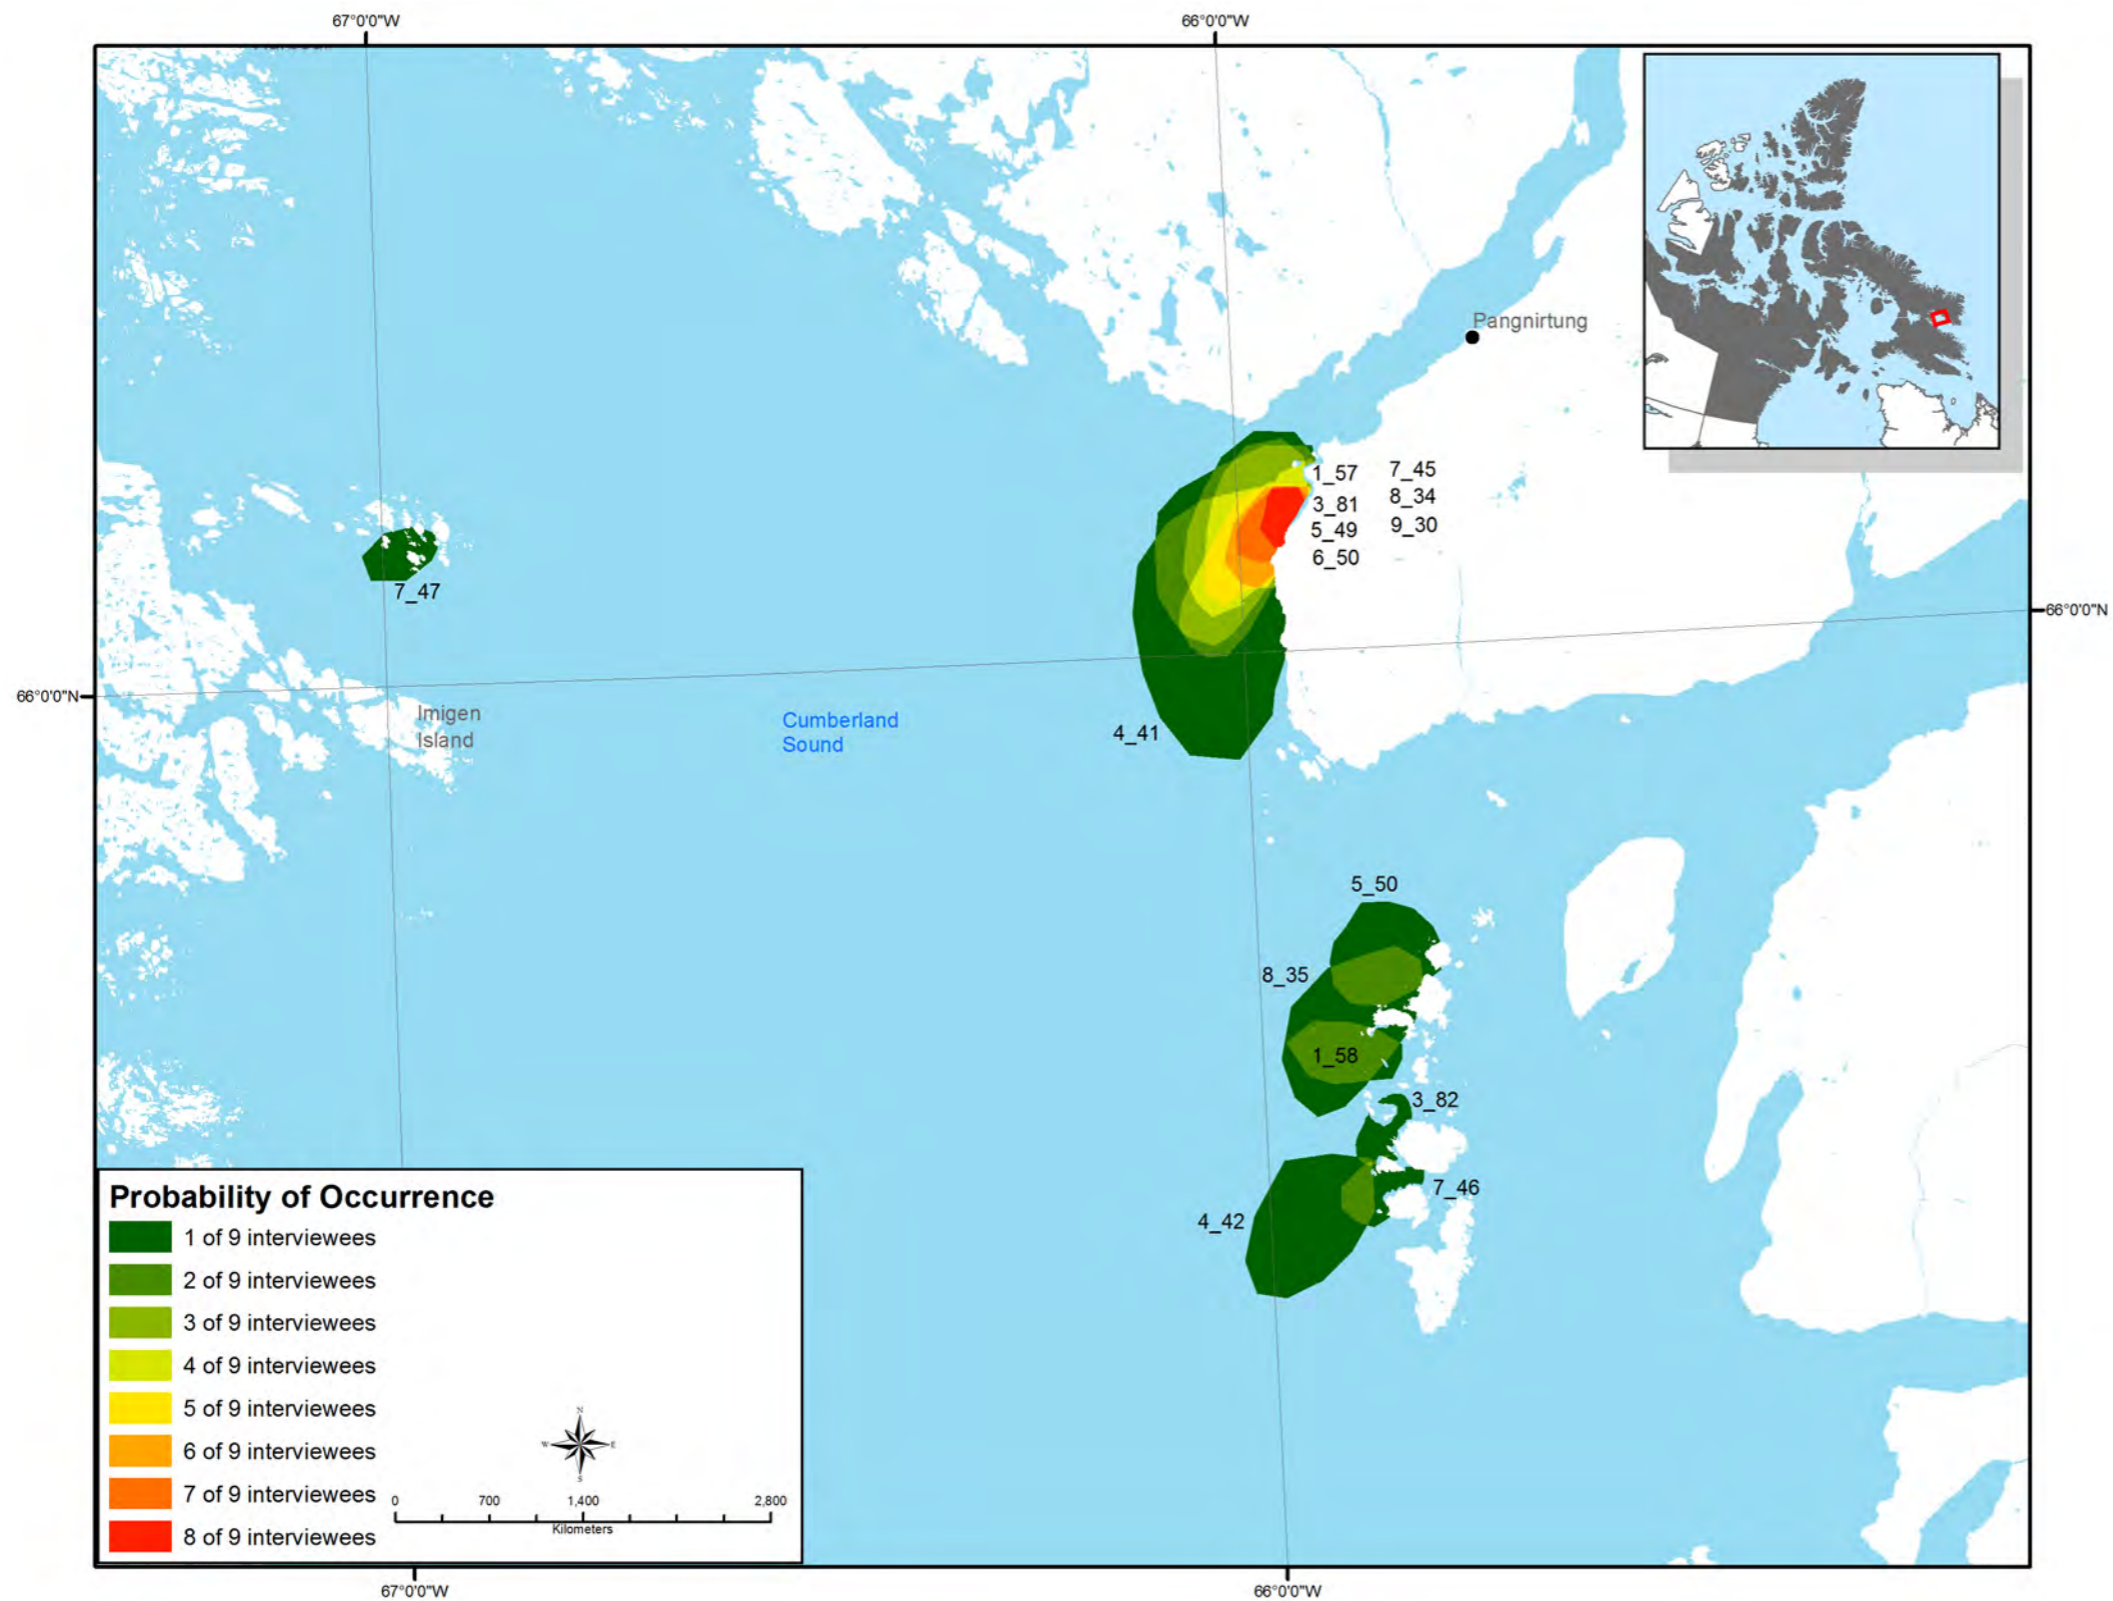 67°0'0"W
66°0'0"W
Pangnirtung
1_57
7_45
3_81
8_34
5_49
9_30
6_50
7_47
66°0'0"N
66°0'0"N
Imigen
Island
Cumberland
Sound
4_41
5_50
8_35
1_58
3_82
7_46
4_42
Probability of Occurrence
1 of 9 interviewees
2 of 9 interviewees
3 of 9 interviewees
4 of 9 interviewees
5 of 9 interviewees
6 of 9 interviewees
7 of 9 interviewees
8 of 9 interviewees
N
W
E
S
0 700 1,400 2,800
Kilometers
67°0'0"W
66°0'0"W